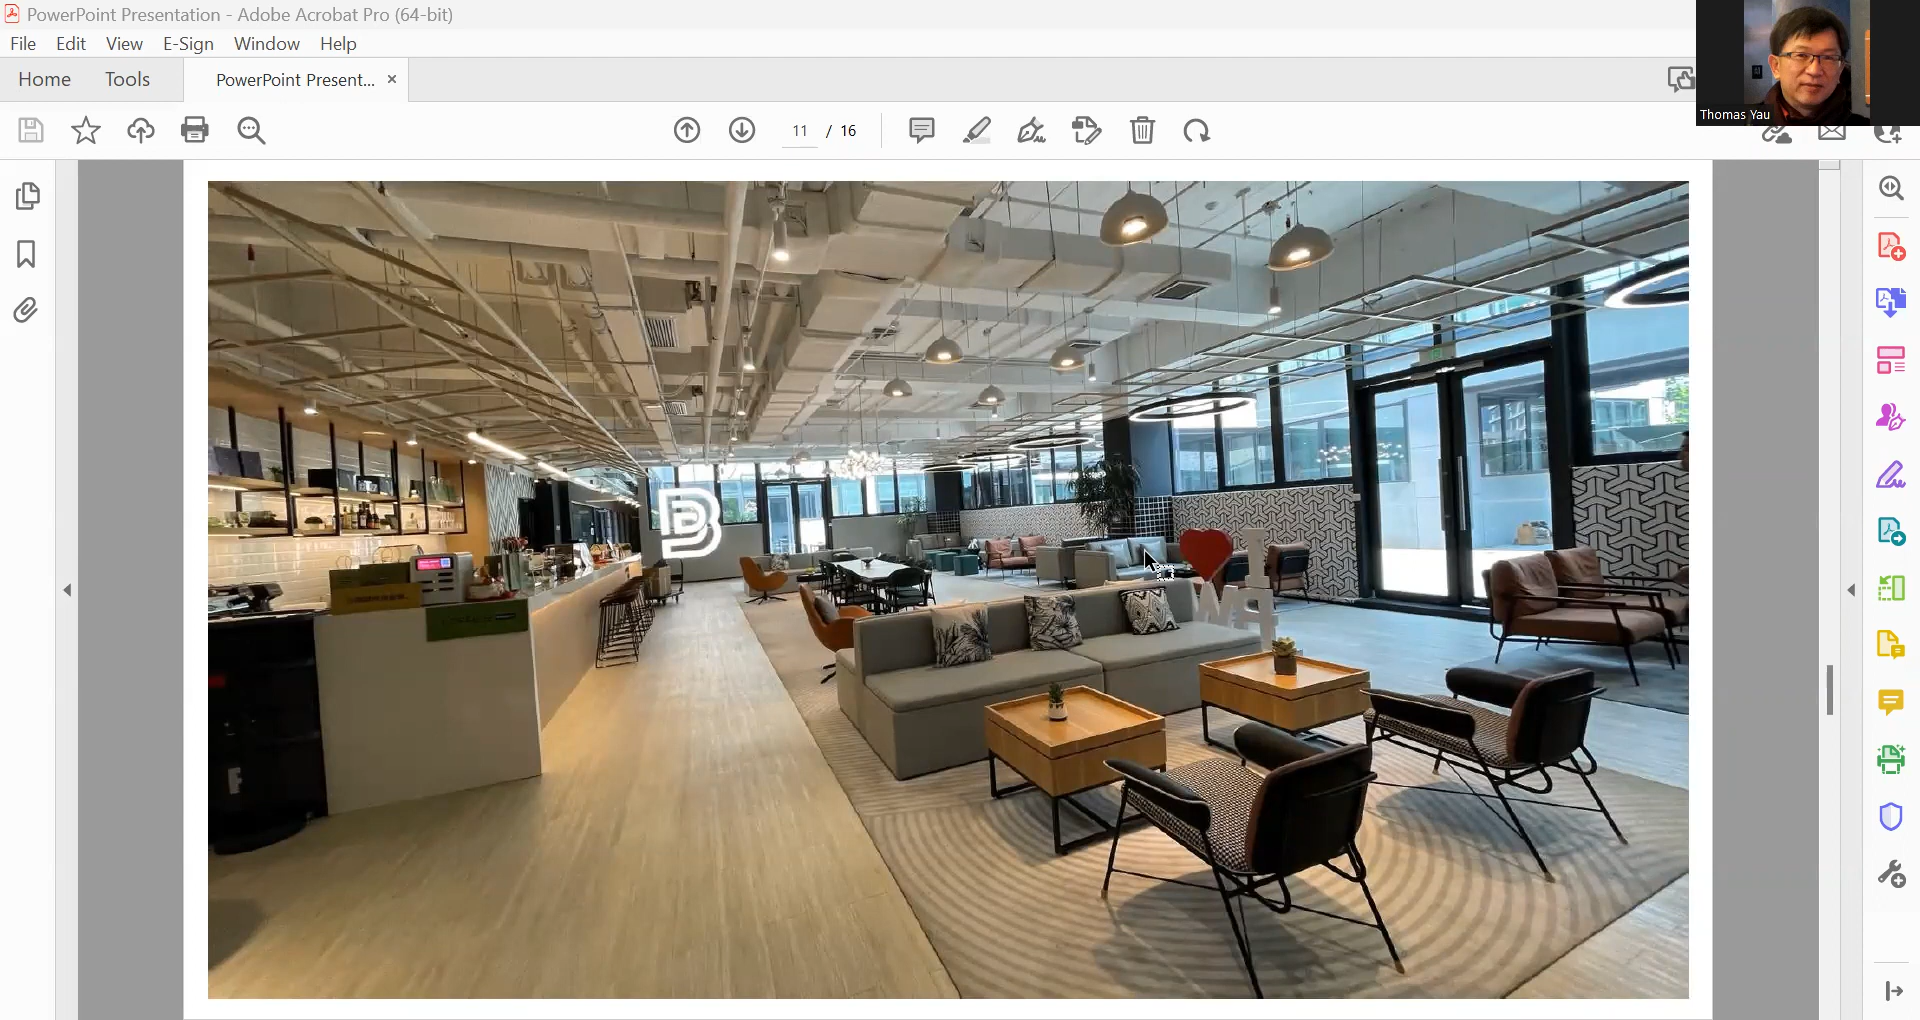 PowerPoint Presentation - Adobe Acrobat Pro (64-bit)
File Edit View E-Sign Window Help
Home Tools PowerPoint Present... ×
11 / 16
Thomas Yau
B
I